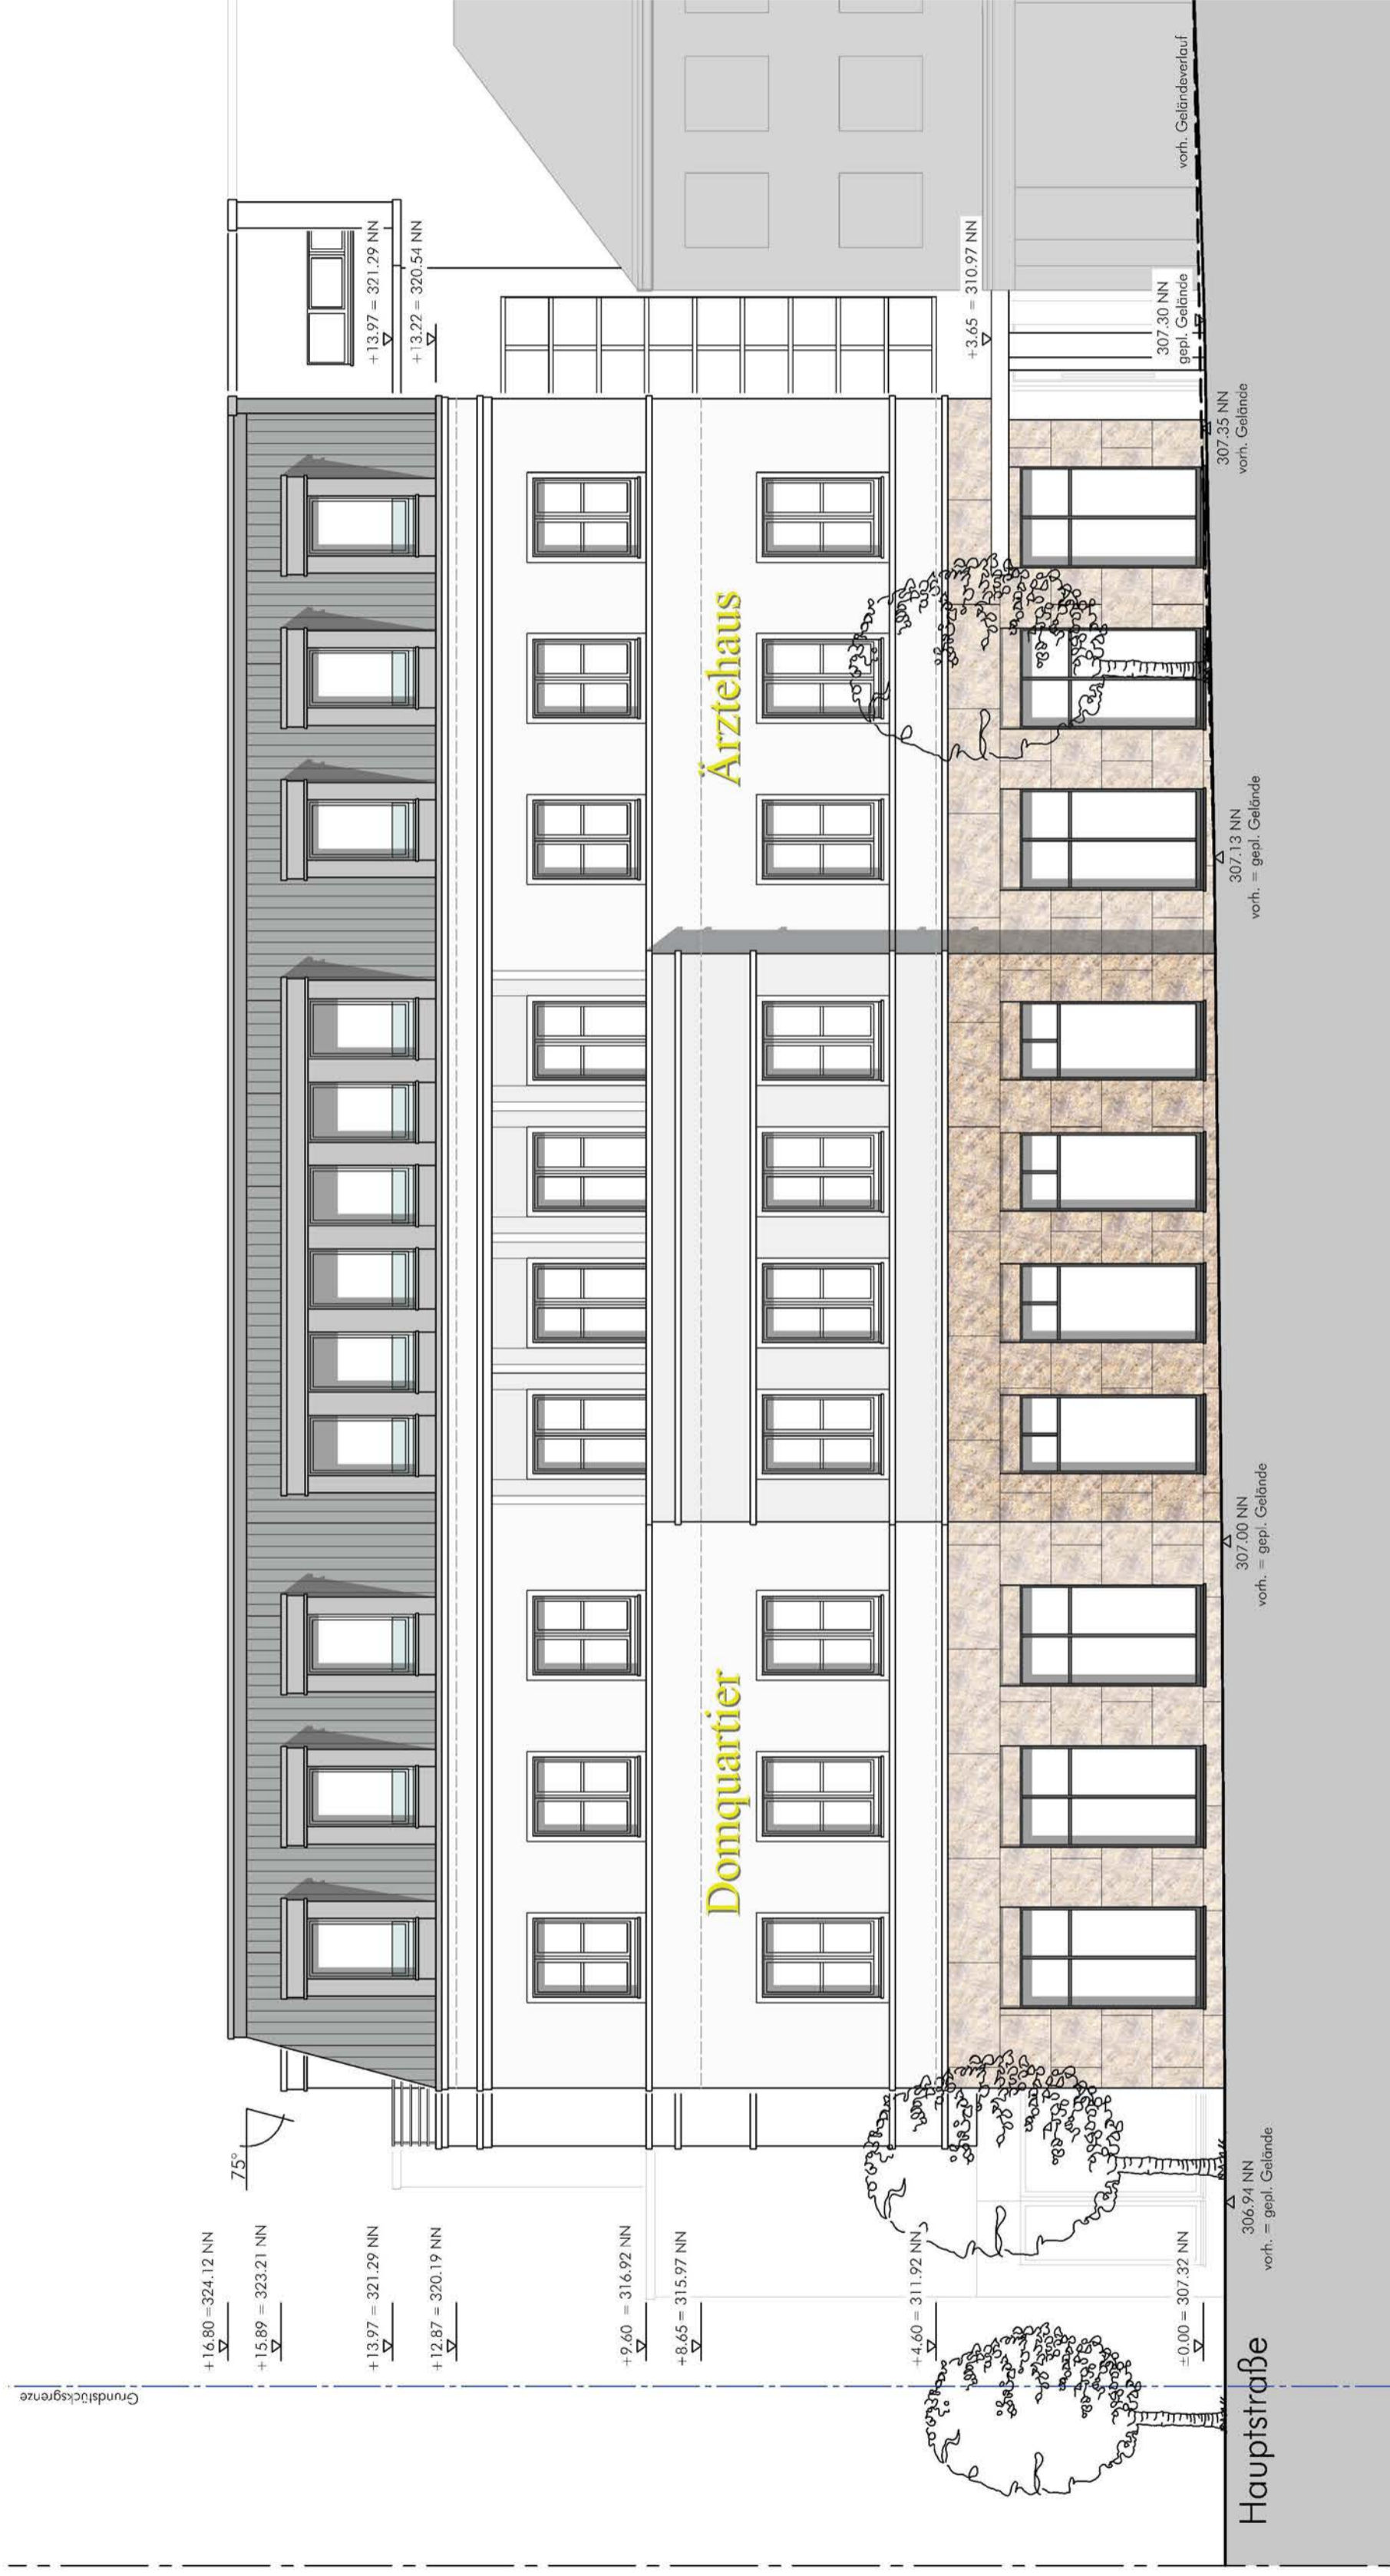 Grundstücksgrenze
+16.80 =324.12 NN
+15.89 =323.21 NN
+13.97 =321.29 NN
+12.87 =320.19 NN
+9.60 = 316.92 NN
+8.65 = 315.97 NN
+4.60 = 311.92 NN
±0.00 = 307.32 NN
75°
Domquartier
Ärztehaus
+13.97 = 321.29 NN
+13.22 = 320.54 NN
+3.65 = 310.97 NN
307.30 NN
gepl. Gelände
vorh. Geländeverlauf
Hauptstraße
306.94 NN
vorh. = gepl. Gelände
307.00 NN
vorh. = gepl. Gelände
307.13 NN
vorh. = gepl. Gelände
307.35 NN
vorh. Gelände